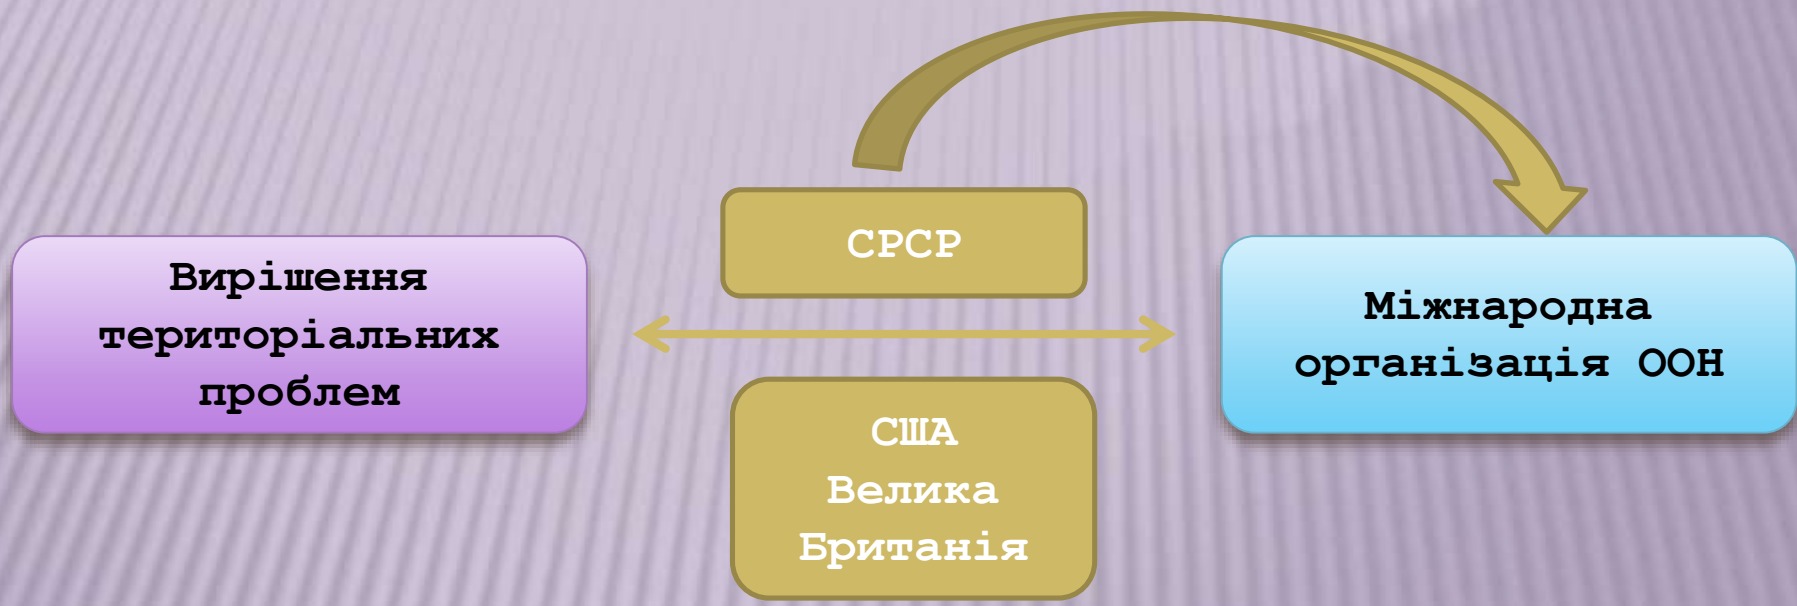 Вирішення
територіальних
проблем
СРСР
США
Велика
Британія
Міжнародна
організація ООН